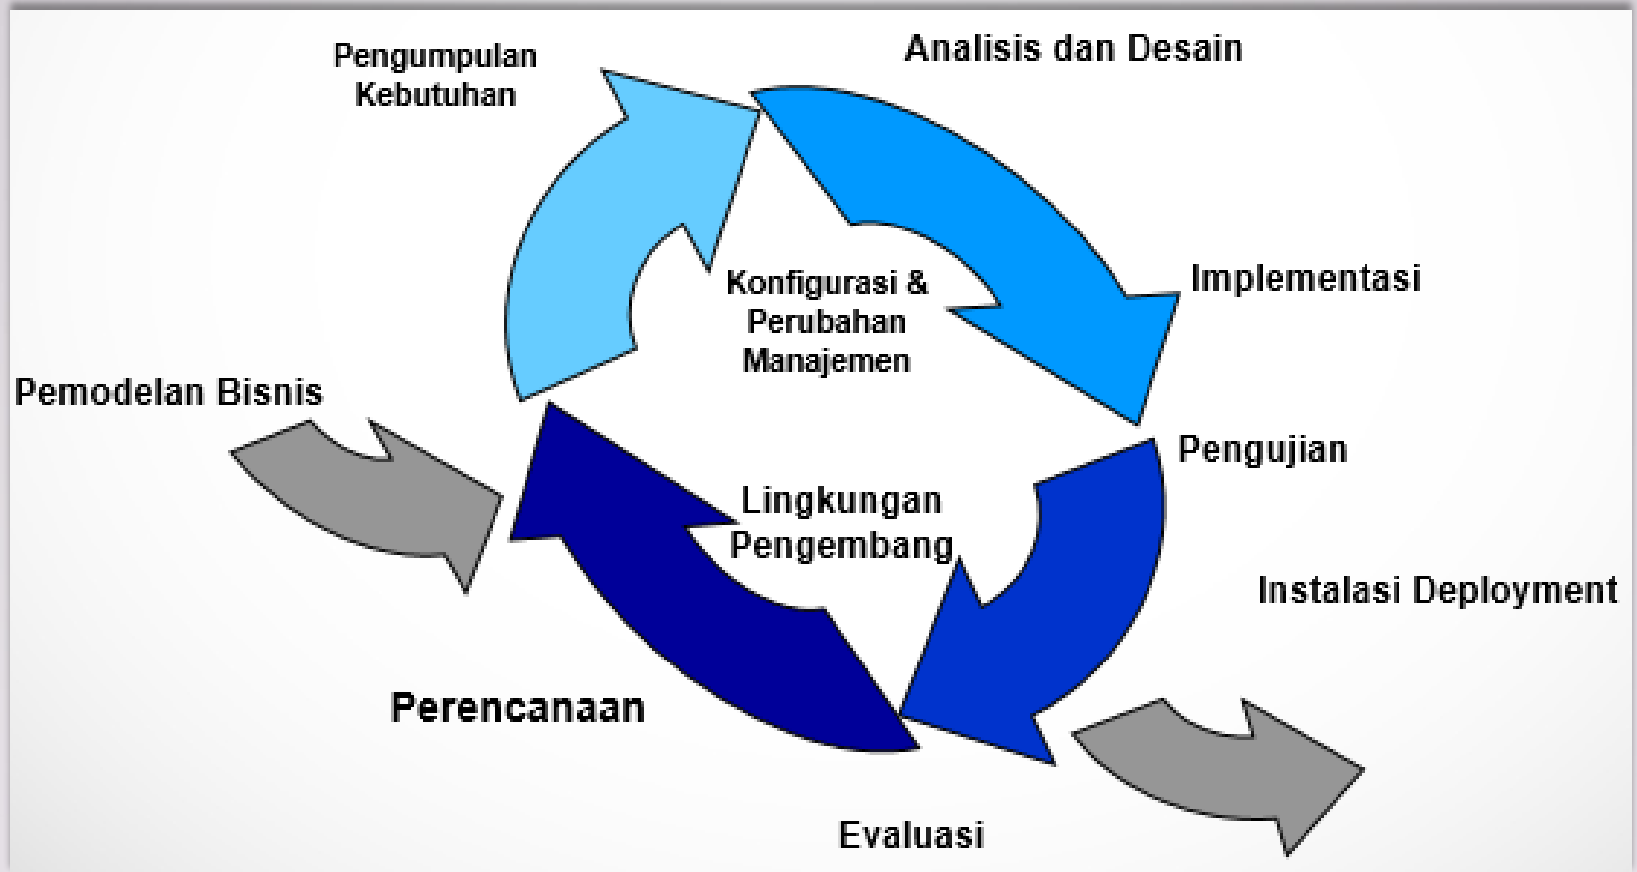 Pengumpulan
Kebutuhan
Analisis dan Desain
Konfigurasi &
Perubahan
Manajemen
Implementasi
Pemodelan Bisnis
Pengujian
Lingkungan
Pengembang
Instalasi Deployment
Perencanaan
Evaluasi